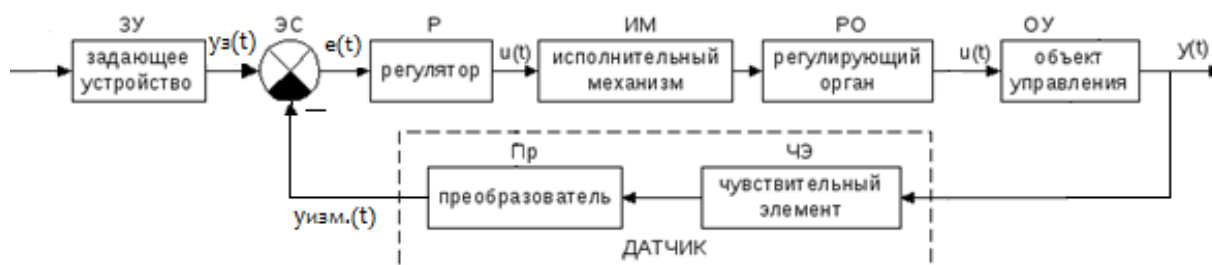 ЗУ
ЭС
Р
ИМ
РО
ОУ
задающее
устройство
yз(t)
e(t)
регулятор
u(t)
исполнительный
механизм
регулирующий
орган
u(t)
объект
управления
y(t)
—
Пр
ЧЭ
преобразователь
чувствительный
элемент
yизм.(t)
ДАТЧИК